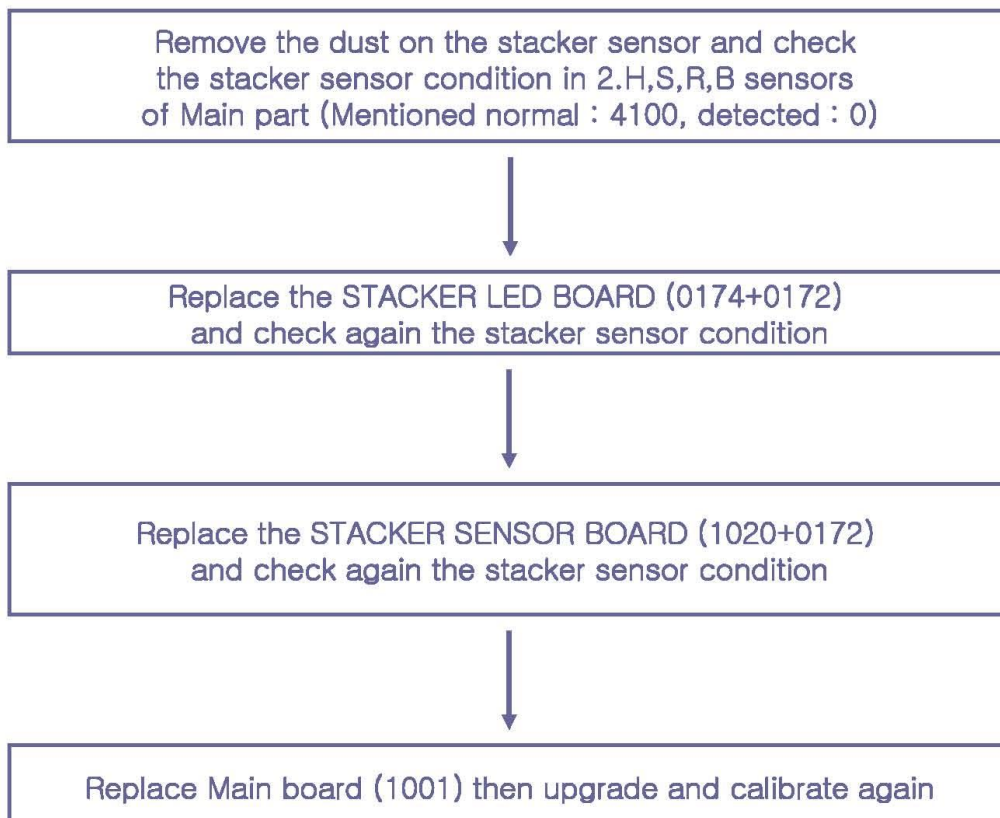 Remove the dust on the stacker sensor and check
the stacker sensor condition in 2.H,S,R,B sensors
of Main part (Mentioned normal : 4100, detected : 0)
Replace the STACKER LED BOARD (0174+0172)
and check again the stacker sensor condition
Replace the STACKER SENSOR BOARD (1020+0172)
and check again the stacker sensor condition
Replace Main board (1001) then upgrade and calibrate again